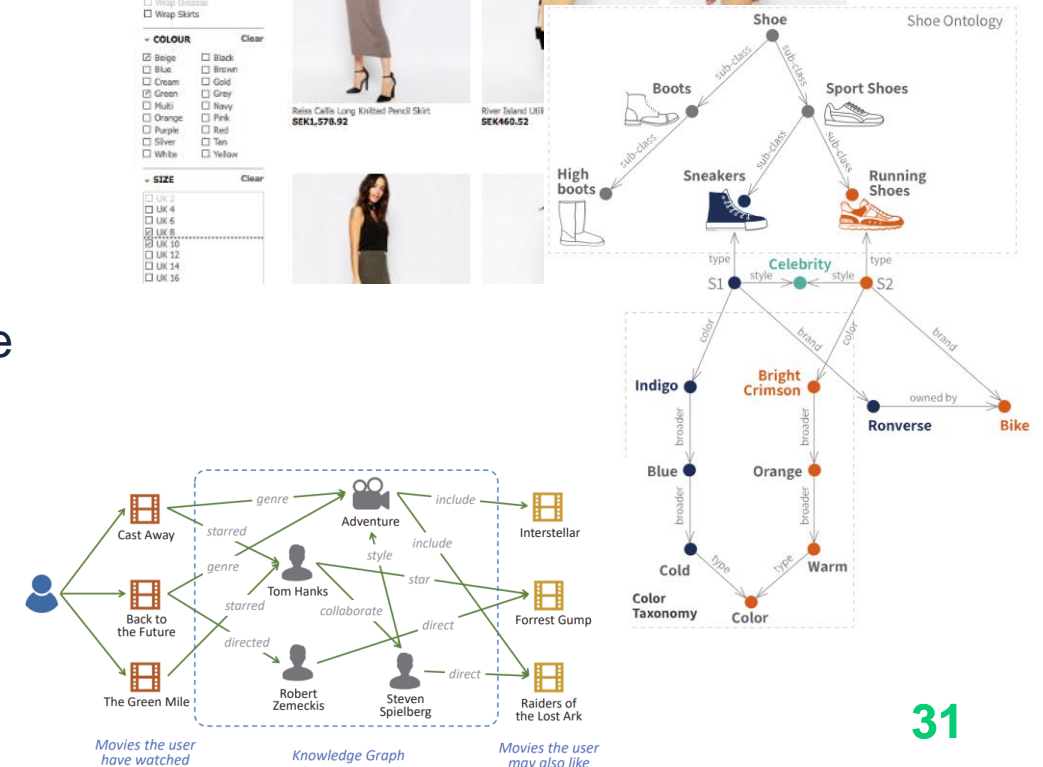 Wrap Dresses
Wrap Skirts
COLOUR Clear
Beige Black
Blue Brown
Cream Gold
Green Grey
Multi Navy
Orange Pink
Purple Red
Silver Tan
White Yellow
SIZE Clear
UK 2
UK 4
UK 6
UK 8
UK 10
UK 12
UK 14
UK 16
Reiss Callis Long Knitted Pencil Skirt
SEK1,578.92
River Island Utili
SEK460.52
e
Shoe
Shoe Ontology
sub-class
sub-class
Boots
Sport Shoes
sub-class
sub-class
sub-class
High
boots
Sneakers
Running
Shoes
type
type
Celebrity
S1
style
style
S2
color
brand
color
brand
Indigo
Bright
Crimson
owned by
Ronverse
Bike
broader
broader
Blue
Orange
broader
broader
Cold
Warm
type
type
Color
Taxonomy
Color
genre
include
Cast Away
Adventure
Interstellar
starred
include
genre
style
Tom Hanks
star
starred
collaborate
Back to
the Future
Forrest Gump
direct
directed
direct
The Green Mile
Robert
Zemeckis
Steven
Spielberg
Raiders of
the Lost Ark
Movies the user
have watched
Knowledge Graph
Movies the user
may also like
31